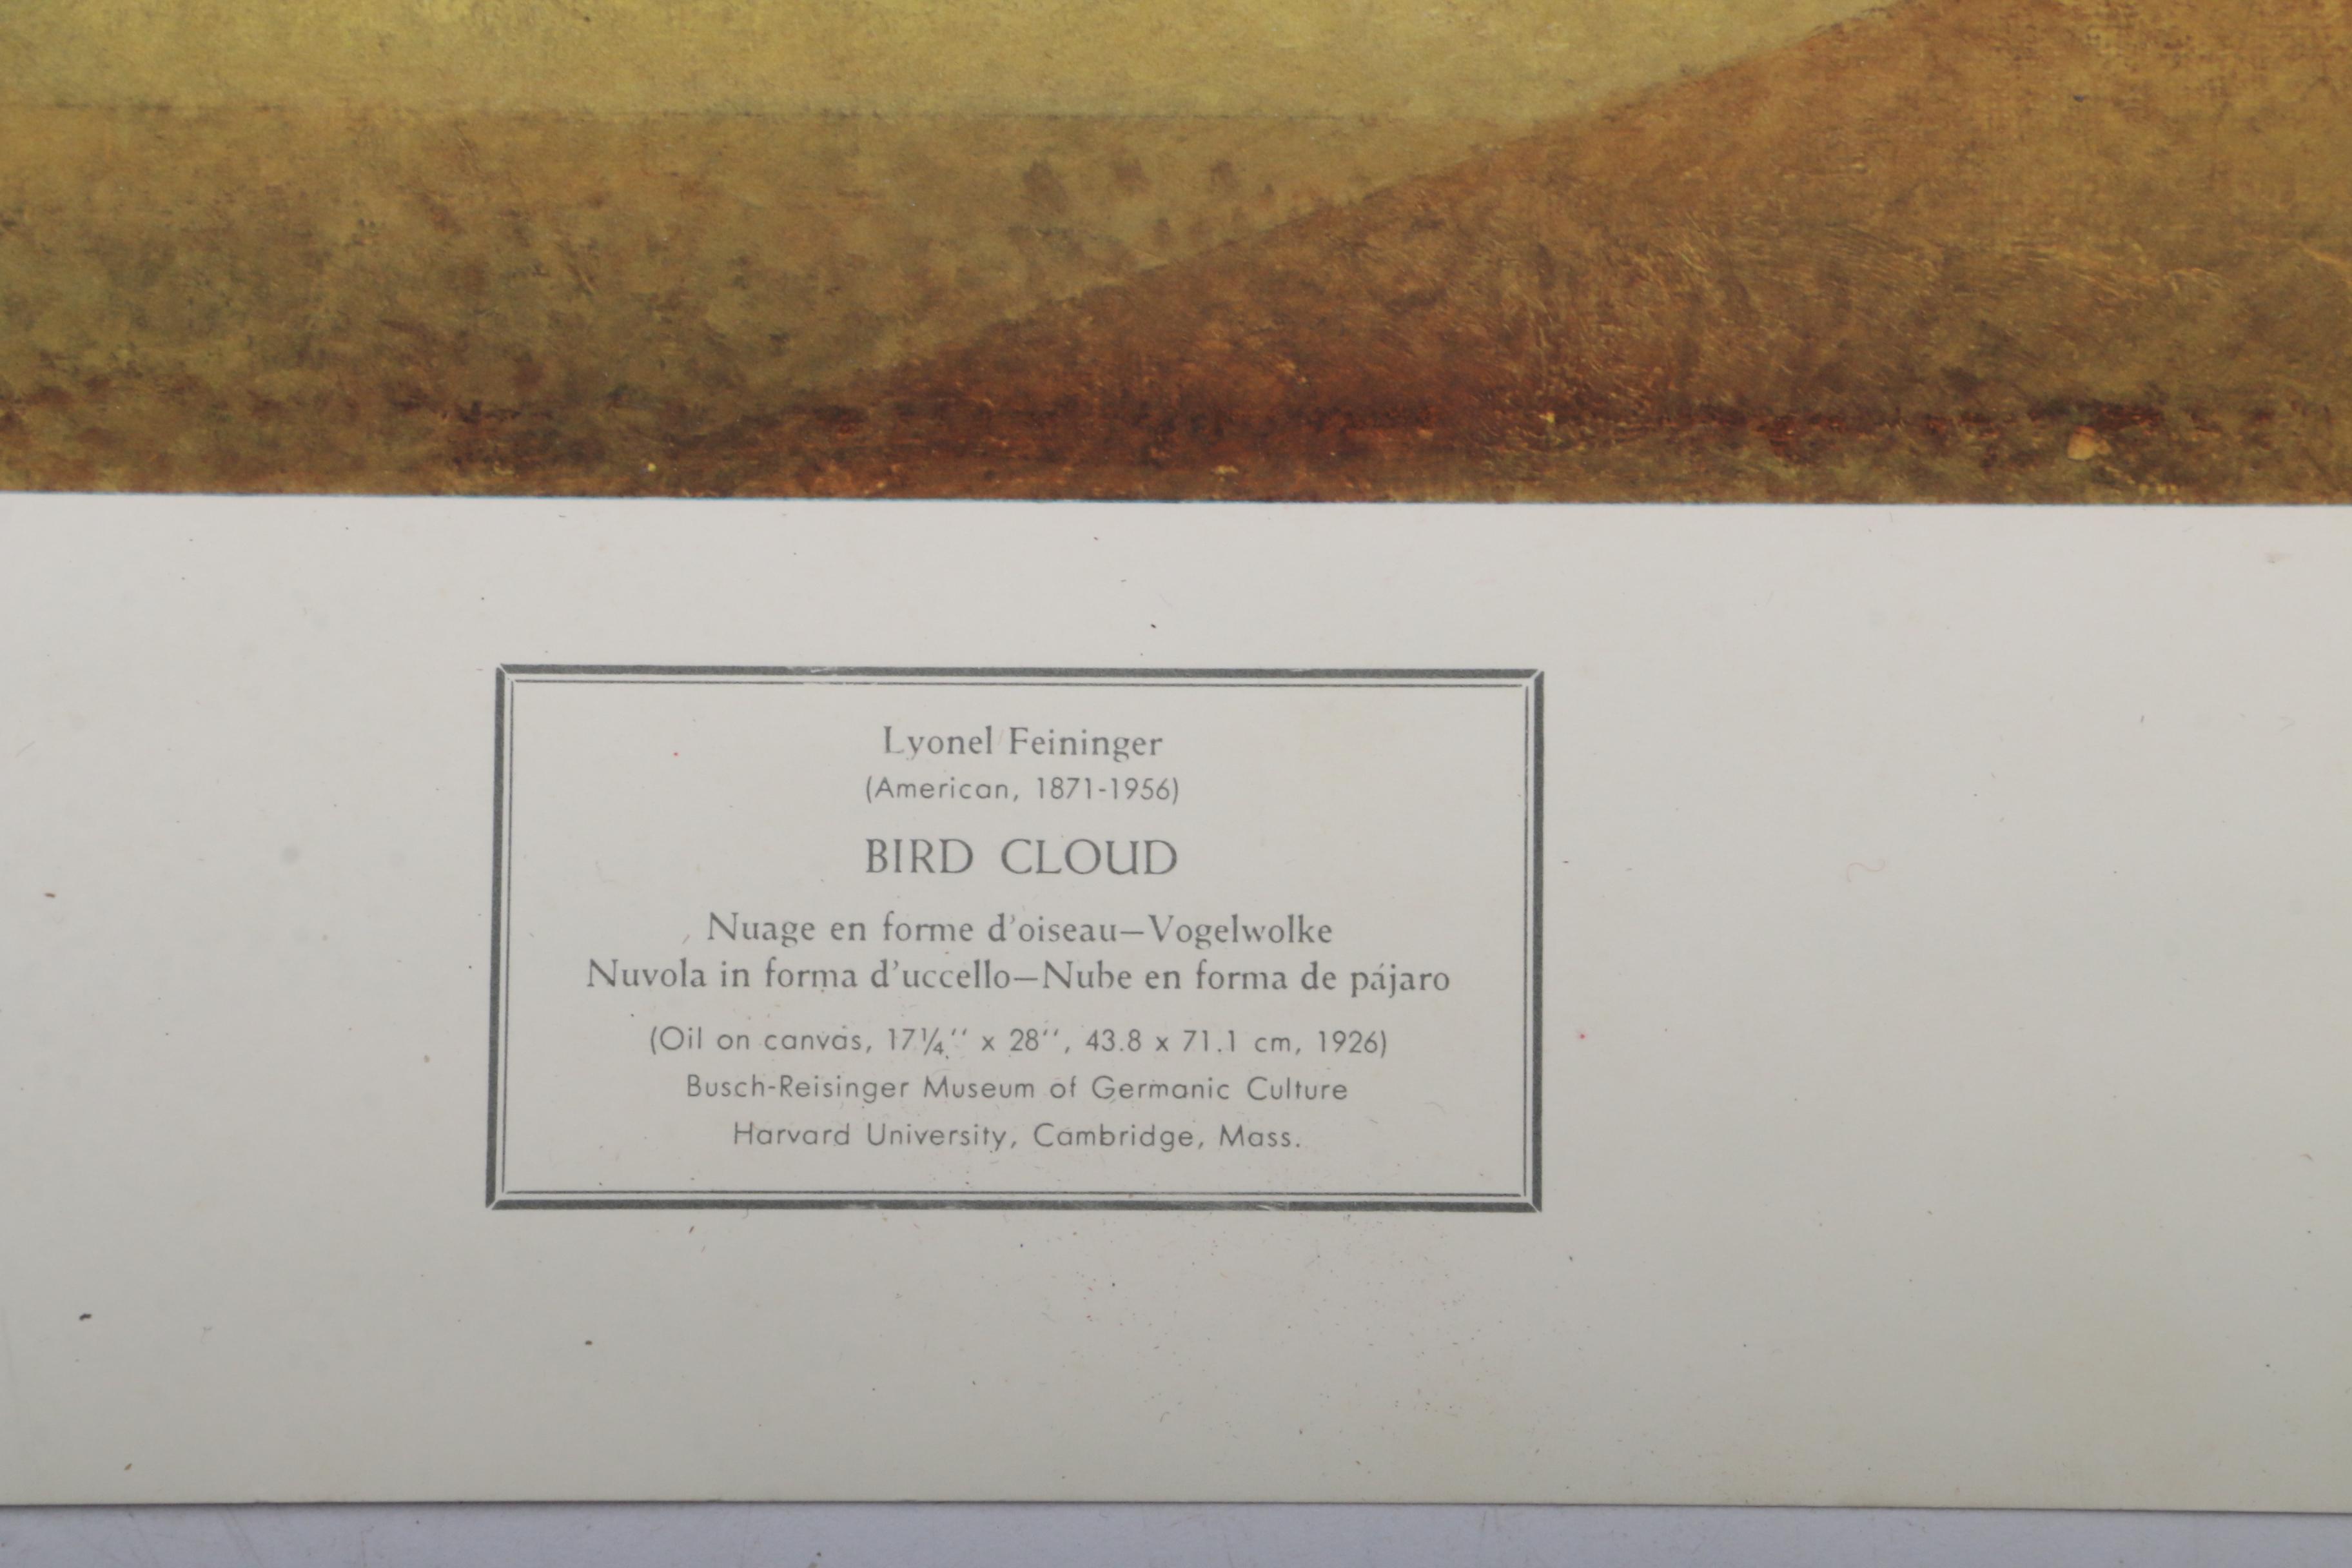 Lyonel Feininger
(American, 1871-1956)
BIRD CLOUD
Nuage en forme d'oiseau—Vogelwolke
Nuvola in forma d'uccello—Nube en forma de pájaro
(Oil on canvas, 17¼'' x 28'', 43.8 x 71.1 cm, 1926)
Busch-Reisinger Museum of Germanic Culture
Harvard University, Cambridge, Mass.